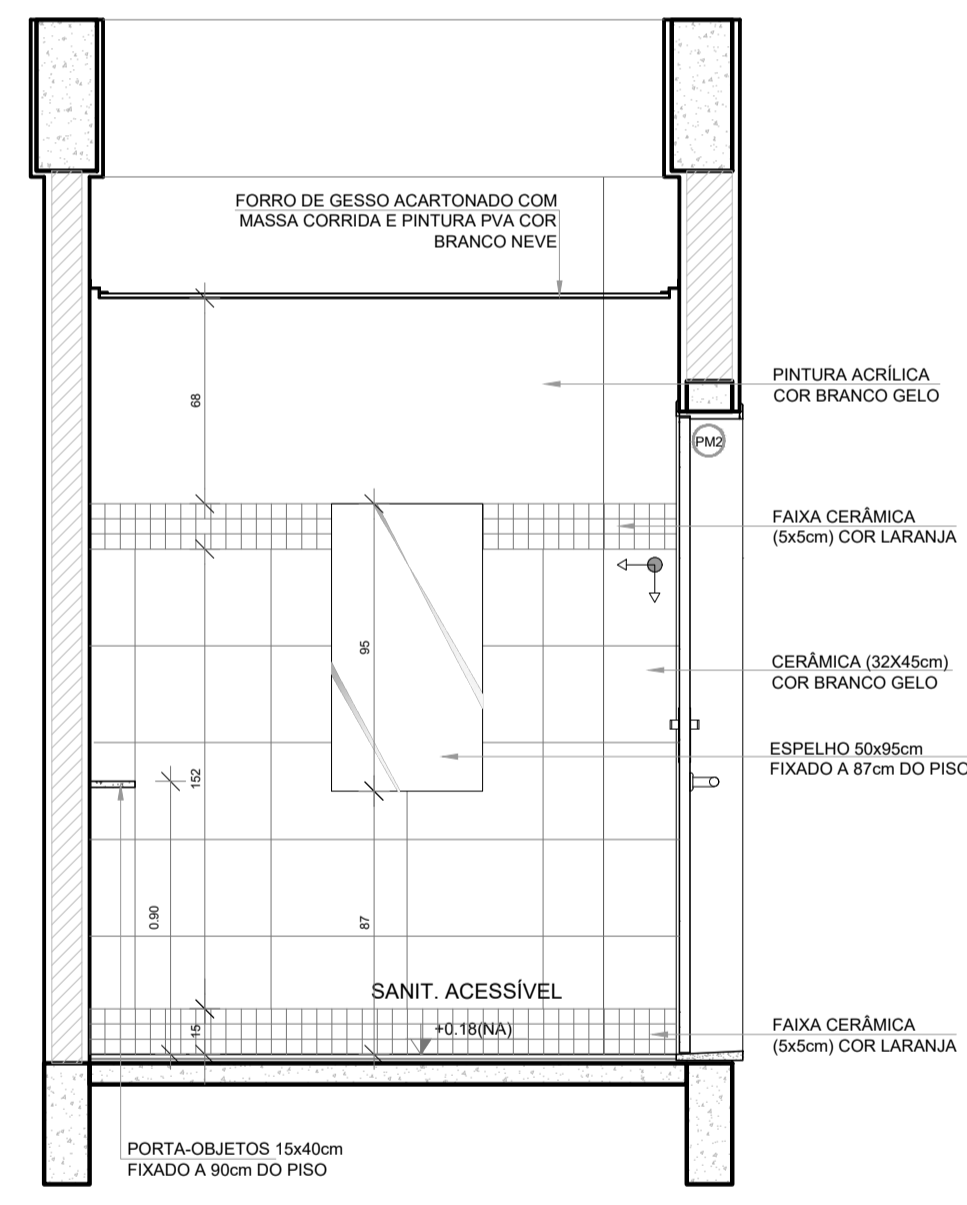 FORRO DE GESSO ACARTONADO COM
MASSA CORRIDA E PINTURA PVA COR
BRANCO NEVE
PINTURA ACRÍLICA
COR BRANCO GELO
68
PM2
FAIXA CERÂMICA
(5x5cm) COR LARANJA
95
CERÂMICA (32X45cm)
COR BRANCO GELO
ESPELHO 50x95cm
FIXADO A 87cm DO PISO
152
0.90
87
SANIT. ACESSÍVEL
+0.18(NA)
15
FAIXA CERÂMICA
(5x5cm) COR LARANJA
PORTA-OBJETOS 15x40cm
FIXADO A 90cm DO PISO